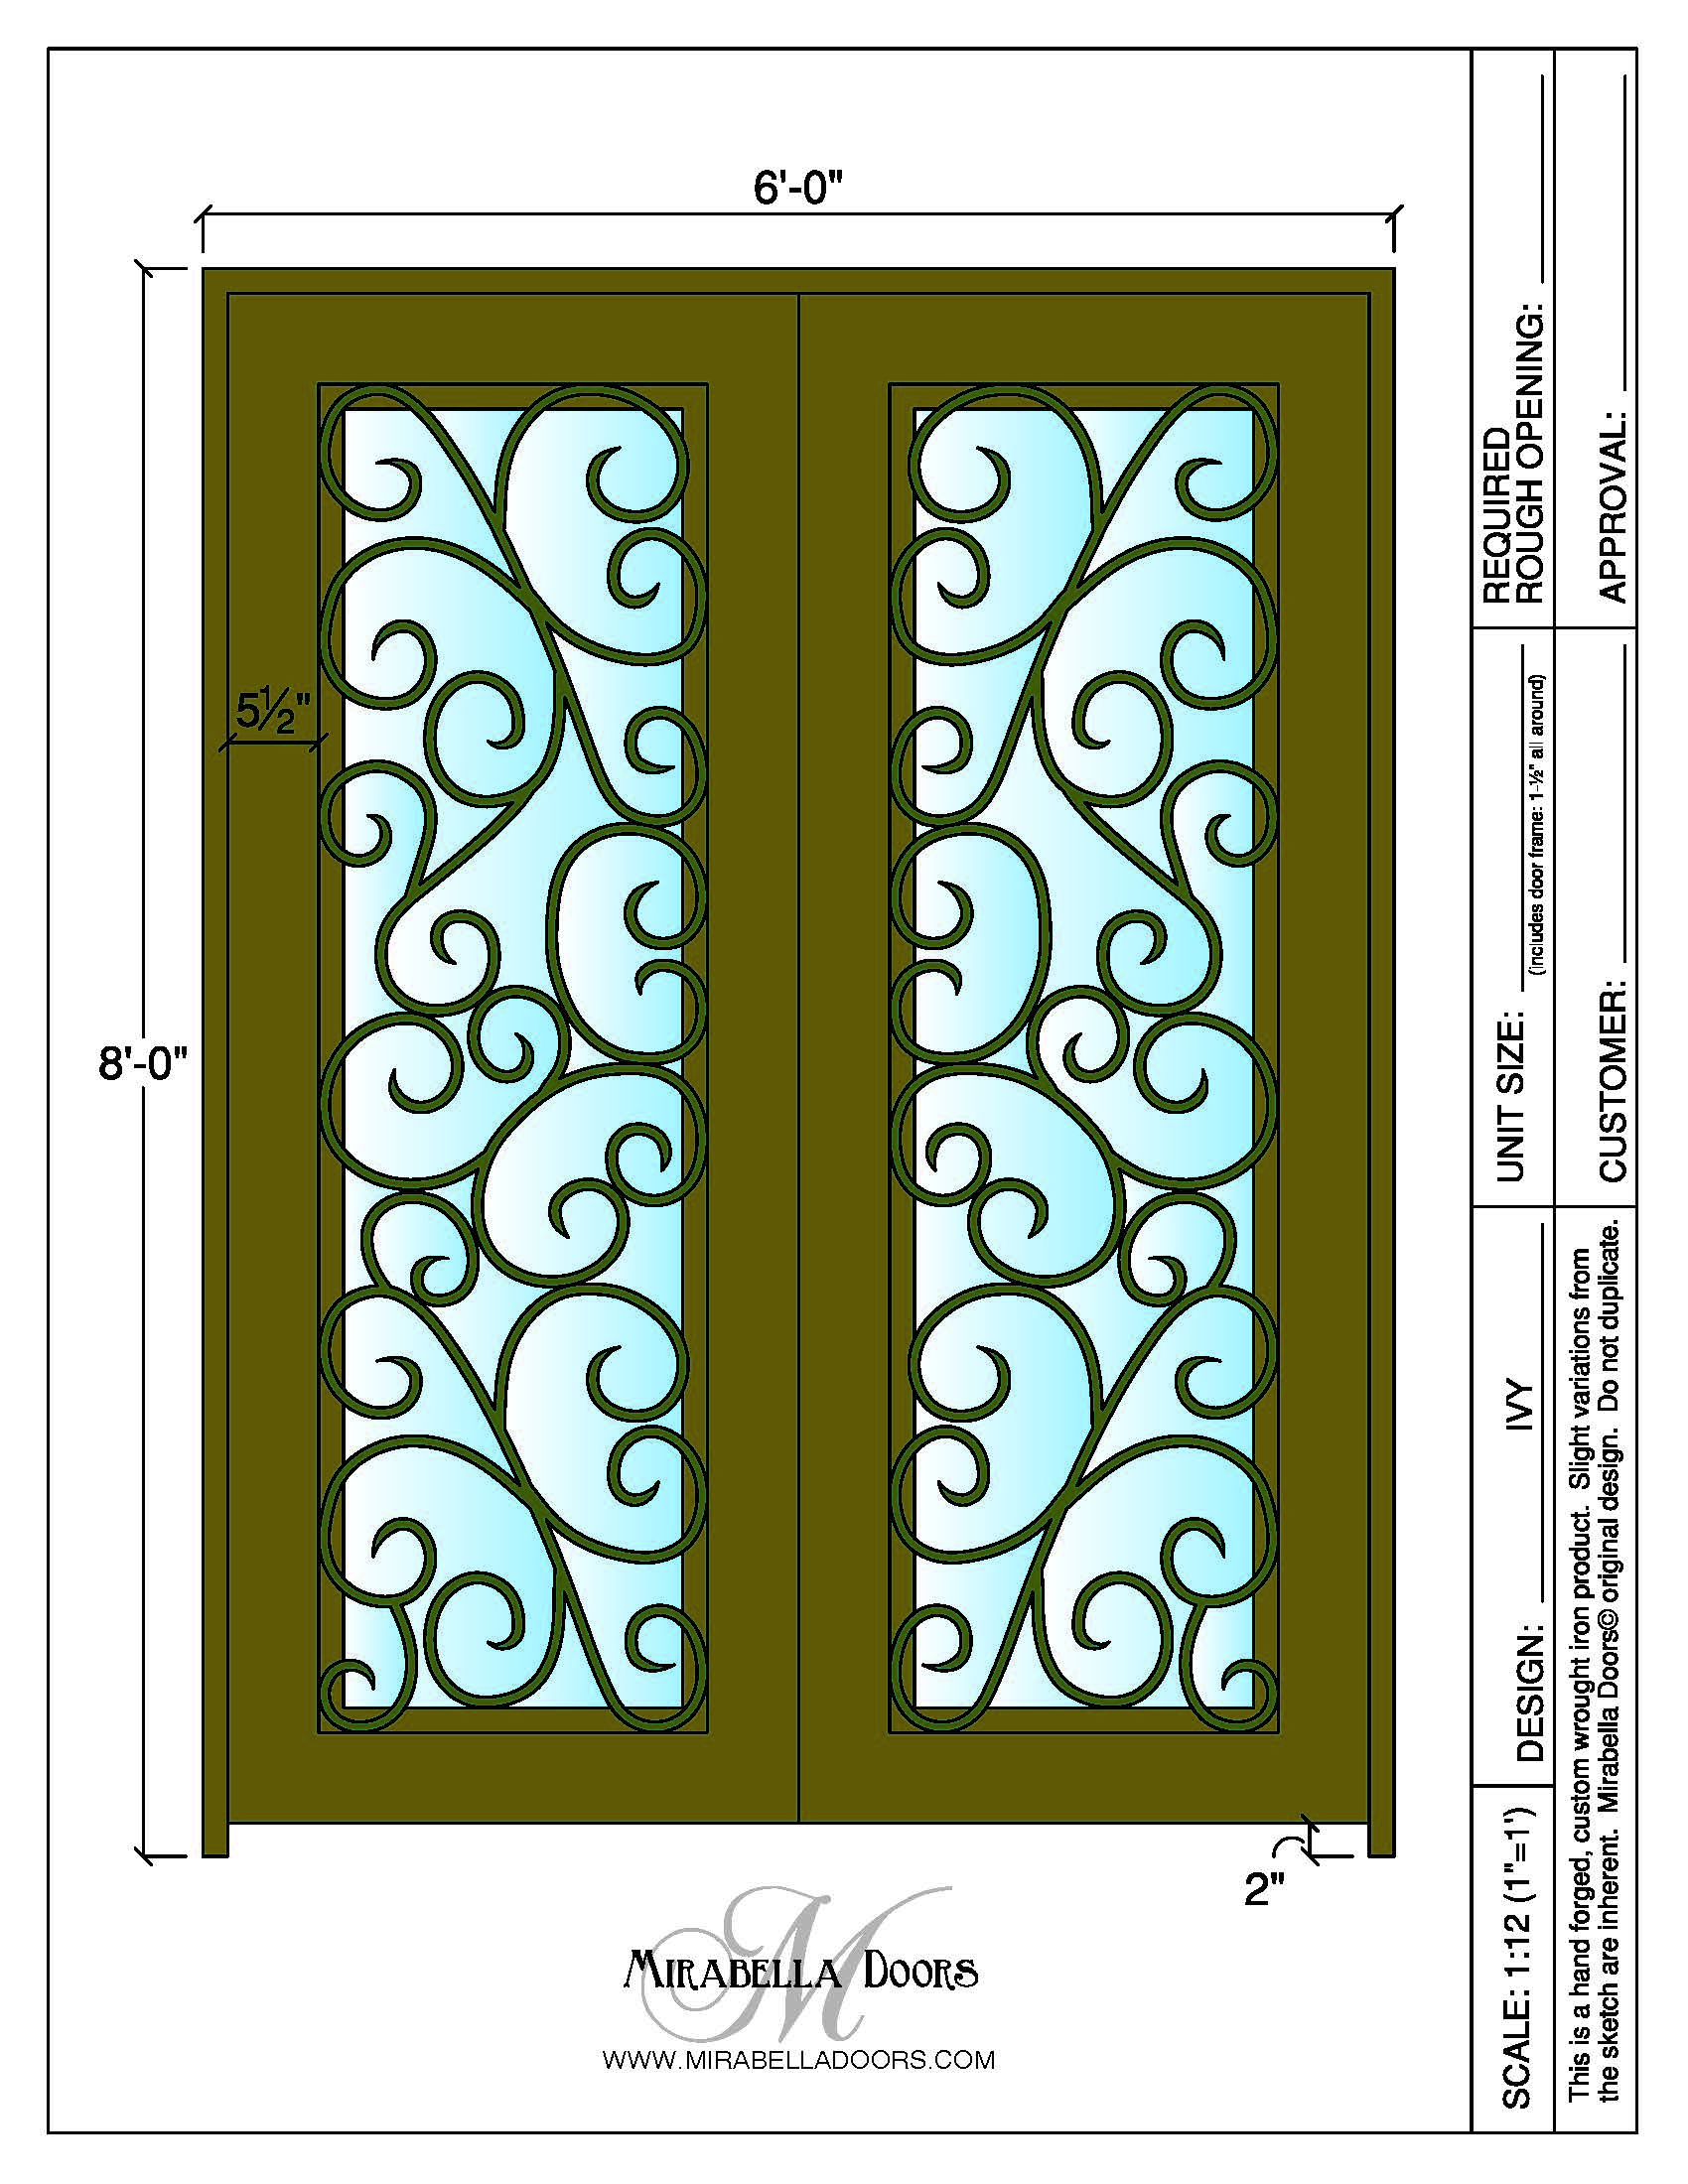 6'-0"
5½"
8'-0"
2"
MIRABELLA DOORS
M
WWW.MIRABELLADOORS.COM
SCALE: 1:12 (1"=1')
DESIGN: IVY
UNIT SIZE:
(includes door frame: 1-½" all around)
REQUIRED
ROUGH OPENING:
This is a hand forged, custom wrought iron product. Slight variations from
the sketch are inherent. Mirabella Doors© original design. Do not duplicate.
CUSTOMER:
APPROVAL: